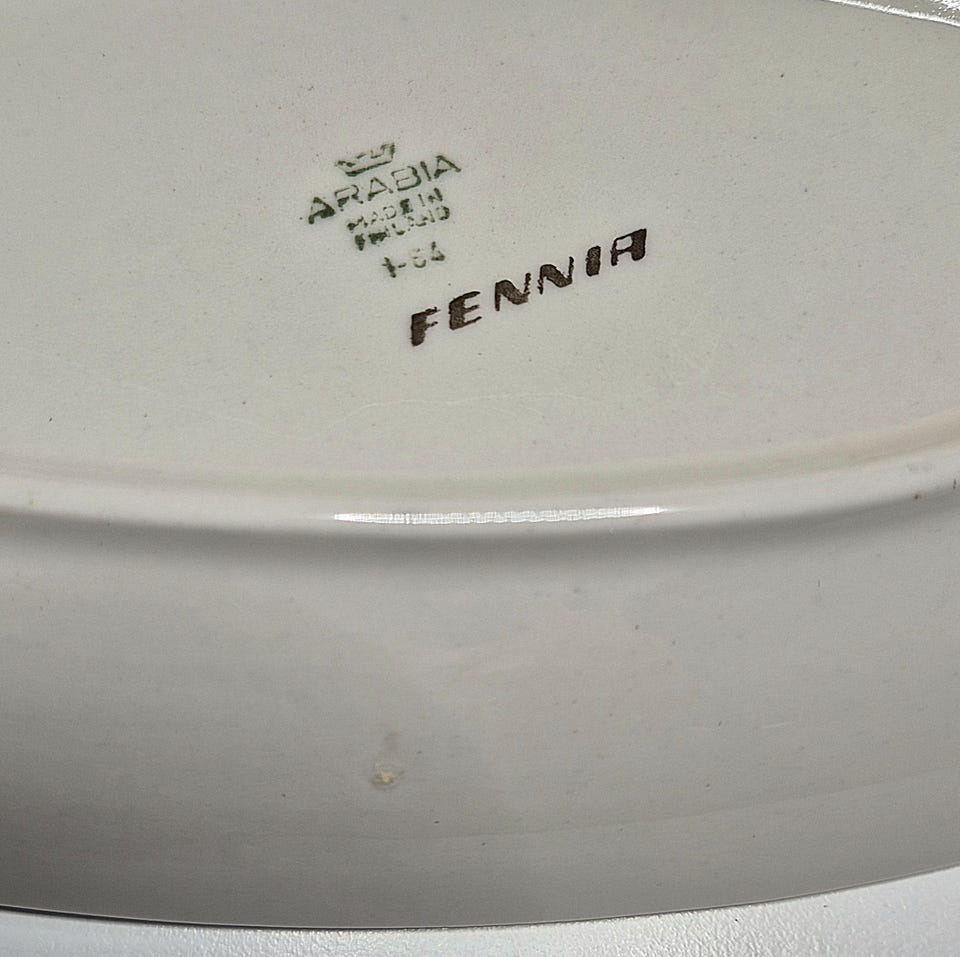 ARABIA
MADE IN
FINLAND
1-64
FENNIA